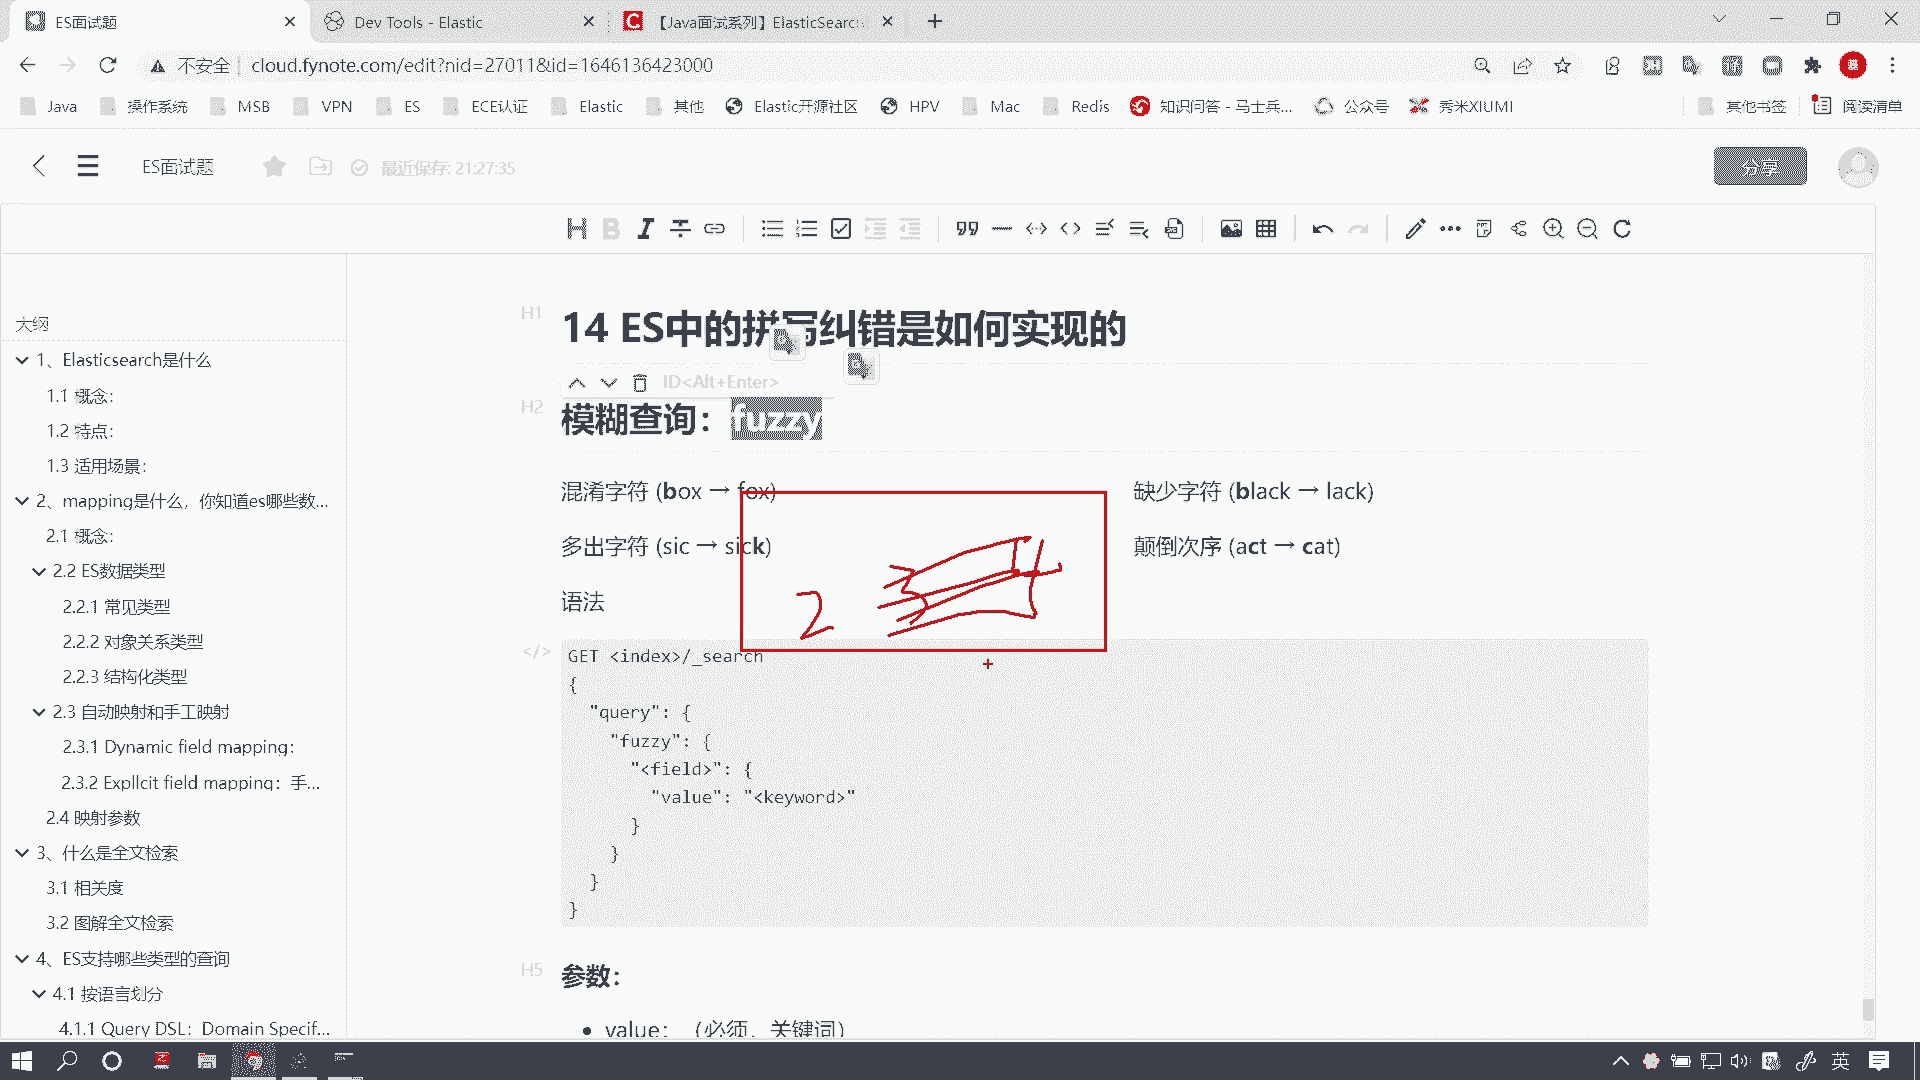 ES面试题
Dev Tools - Elastic
【Java面试系列】ElasticSearch
不安全
cloud.fynote.com/edit?nid=27011&id=1646136423000
Java
操作系统
MSB
VPN
ES
ECE认证
Elastic
其他
Elastic开源社区
HPV
Mac
Redis
知识问答 - 马士兵...
公众号
秀米XIUMI
其他书签
阅读清单
ES面试题
最近保存: 21:27:35
分享
大纲
1、Elasticsearch是什么
1.1 概念：
1.2 特点：
1.3 适用场景：
2、mapping是什么，你知道es哪些数...
2.1 概念：
2.2 ES数据类型
2.2.1 常见类型
2.2.2 对象关系类型
2.2.3 结构化类型
2.3 自动映射和手工映射
2.3.1 Dynamic field mapping：
2.3.2 Expllcit field mapping：手...
2.4 映射参数
3、什么是全文检索
3.1 相关度
3.2 图解全文检索
4、ES支持哪些类型的查询
4.1 按语言划分
4.1.1 Query DSL：Domain Specif...
H1
14 ES中的拼写纠错是如何实现的
ID<Alt+Enter>
H2
模糊查询：fuzzy
混淆字符 (box → fox)
缺少字符 (black → lack)
多出字符 (sic → sick)
颠倒次序 (act → cat)
2
语法
</>
GET <index>/_search
{
"query": {
"fuzzy": {
"<field>": {
"value": "<keyword>"
}
}
}
}
H5
参数：
value：（必须，关键词）
英